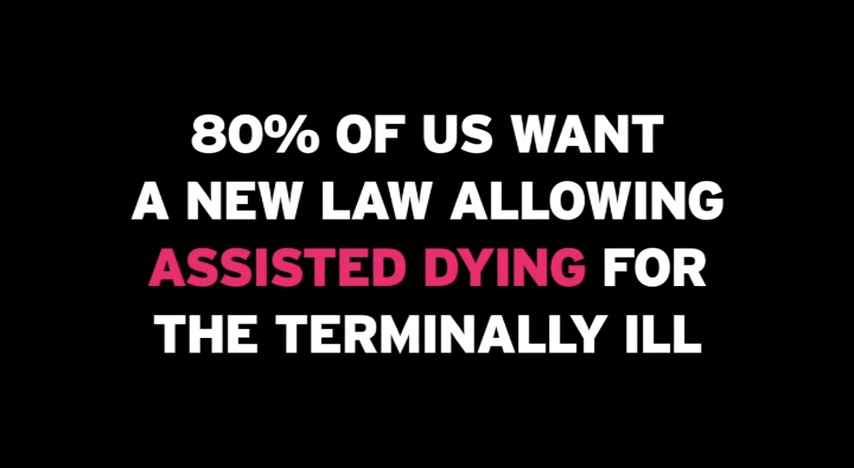 80% OF US WANT
A NEW LAW ALLOWING
ASSISTED DYING FOR
THE TERMINALLY ILL